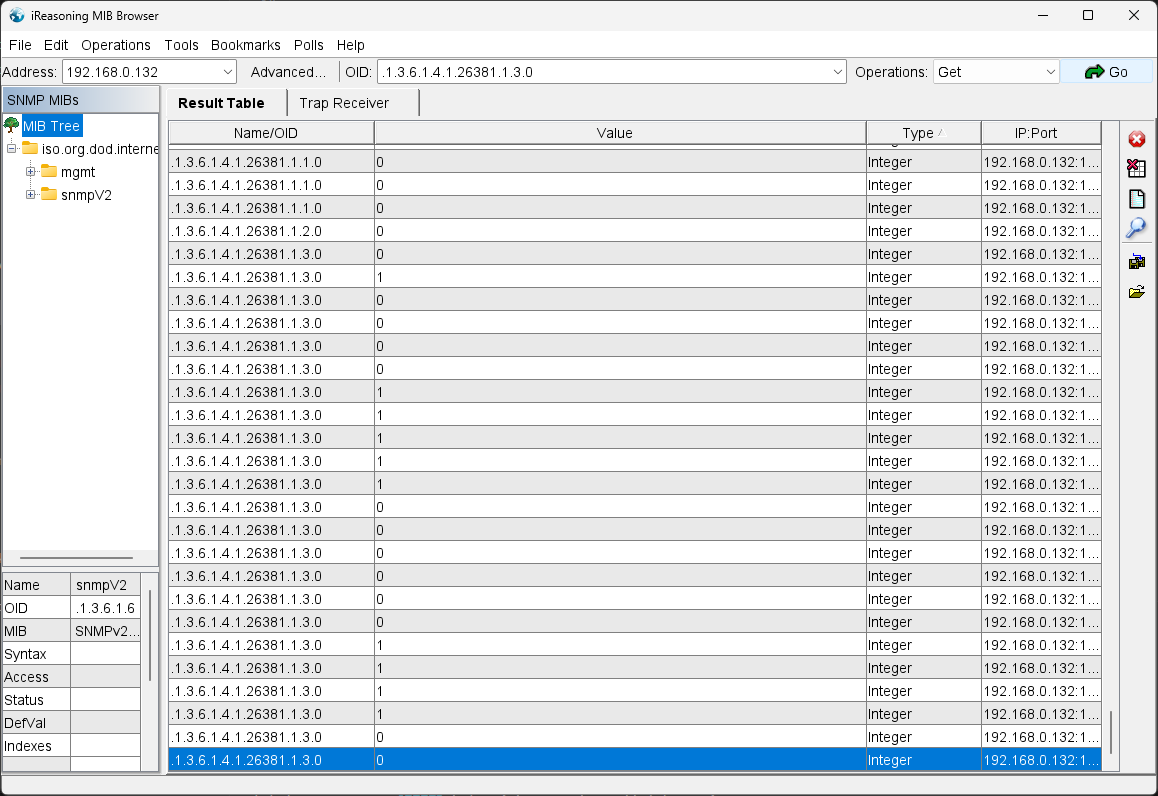 iReasoning MIB Browser
File Edit Operations Tools Bookmarks Polls Help
Address: 192.168.0.132 Advanced... OID: .1.3.6.1.4.1.26381.1.3.0 Operations: Get Go
SNMP MIBs
MIB Tree
iso.org.dod.interne
mgmt
snmpV2
Name snmpV2
OID .1.3.6.1.6
MIB SNMPv2...
Syntax
Access
Status
DefVal
Indexes
Result Table Trap Receiver
Name/OID Value Type IP:Port
.1.3.6.1.4.1.26381.1.1.0 0 Integer 192.168.0.132:1...
.1.3.6.1.4.1.26381.1.1.0 0 Integer 192.168.0.132:1...
.1.3.6.1.4.1.26381.1.1.0 0 Integer 192.168.0.132:1...
.1.3.6.1.4.1.26381.1.2.0 0 Integer 192.168.0.132:1...
.1.3.6.1.4.1.26381.1.3.0 0 Integer 192.168.0.132:1...
.1.3.6.1.4.1.26381.1.3.0 1 Integer 192.168.0.132:1...
.1.3.6.1.4.1.26381.1.3.0 0 Integer 192.168.0.132:1...
.1.3.6.1.4.1.26381.1.3.0 0 Integer 192.168.0.132:1...
.1.3.6.1.4.1.26381.1.3.0 0 Integer 192.168.0.132:1...
.1.3.6.1.4.1.26381.1.3.0 0 Integer 192.168.0.132:1...
.1.3.6.1.4.1.26381.1.3.0 1 Integer 192.168.0.132:1...
.1.3.6.1.4.1.26381.1.3.0 1 Integer 192.168.0.132:1...
.1.3.6.1.4.1.26381.1.3.0 1 Integer 192.168.0.132:1...
.1.3.6.1.4.1.26381.1.3.0 1 Integer 192.168.0.132:1...
.1.3.6.1.4.1.26381.1.3.0 1 Integer 192.168.0.132:1...
.1.3.6.1.4.1.26381.1.3.0 0 Integer 192.168.0.132:1...
.1.3.6.1.4.1.26381.1.3.0 0 Integer 192.168.0.132:1...
.1.3.6.1.4.1.26381.1.3.0 0 Integer 192.168.0.132:1...
.1.3.6.1.4.1.26381.1.3.0 0 Integer 192.168.0.132:1...
.1.3.6.1.4.1.26381.1.3.0 0 Integer 192.168.0.132:1...
.1.3.6.1.4.1.26381.1.3.0 0 Integer 192.168.0.132:1...
.1.3.6.1.4.1.26381.1.3.0 1 Integer 192.168.0.132:1...
.1.3.6.1.4.1.26381.1.3.0 1 Integer 192.168.0.132:1...
.1.3.6.1.4.1.26381.1.3.0 1 Integer 192.168.0.132:1...
.1.3.6.1.4.1.26381.1.3.0 1 Integer 192.168.0.132:1...
.1.3.6.1.4.1.26381.1.3.0 0 Integer 192.168.0.132:1...
.1.3.6.1.4.1.26381.1.3.0 0 Integer 192.168.0.132:1...